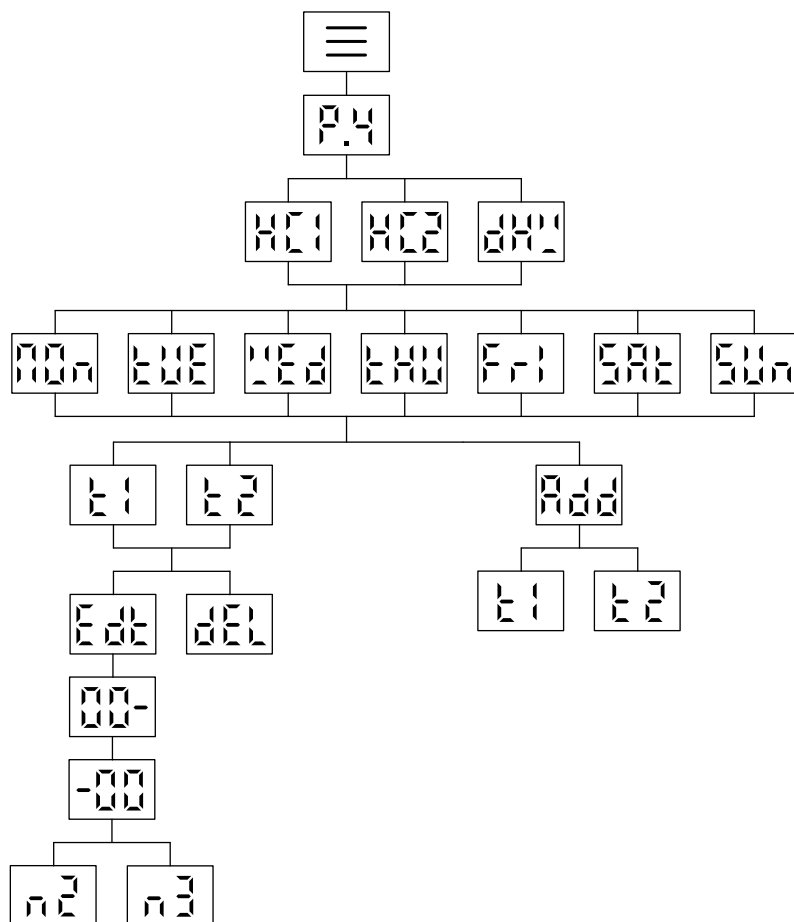 P.4
HC1 HC2 dHW
MOn tUE WEd tHU FrI SAt SUn
t1 t2 Add
Edt dEL t1 t2
00-
-00
n2 n3